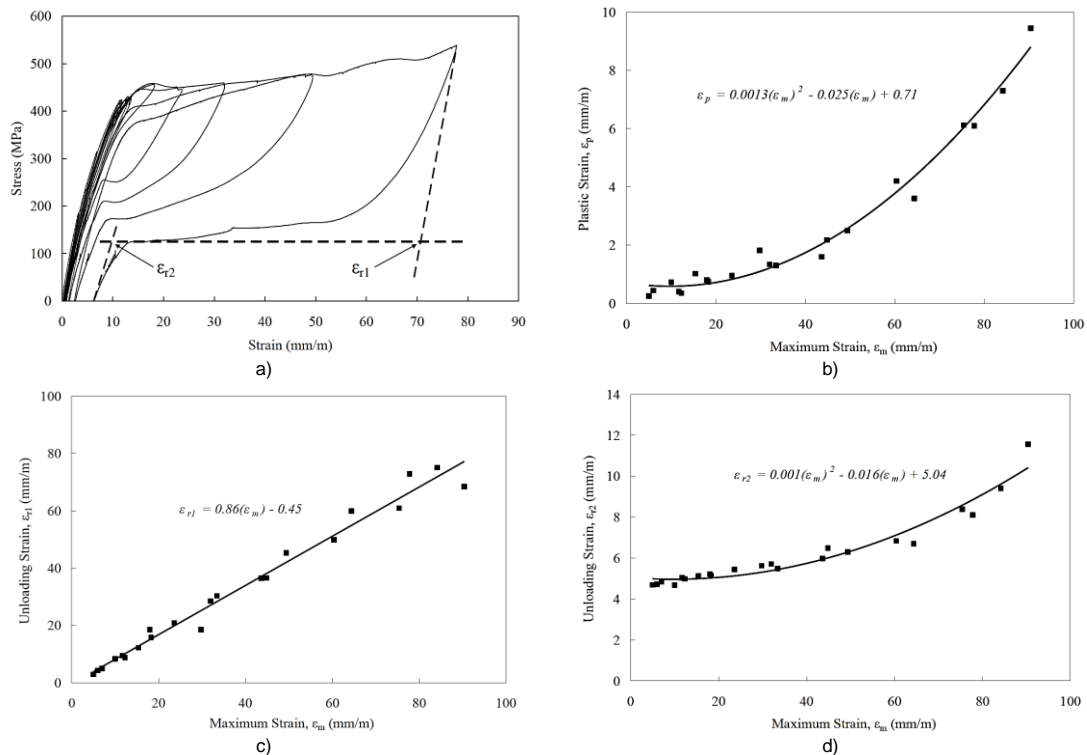 600
500
400
300
200
100
0
Stress (MPa)
εr2
εr1
0 10 20 30 40 50 60 70 80 90
Strain (mm/m)
a)
10
8
6
4
2
0
Plastic Strain, εp (mm/m)
εp = 0.0013(εm)2 - 0.025(εm) + 0.71
0 20 40 60 80 100
Maximum Strain, εm (mm/m)
b)
100
80
60
40
20
0
Unloading Strain, εr1 (mm/m)
εr1 = 0.86(εm) - 0.45
0 20 40 60 80 100
Maximum Strain, εm (mm/m)
c)
14
12
10
8
6
4
2
0
Unloading Strain, εr2 (mm/m)
εr2 = 0.001(εm)2 - 0.016(εm) + 5.04
0 20 40 60 80 100
Maximum Strain, εm (mm/m)
d)